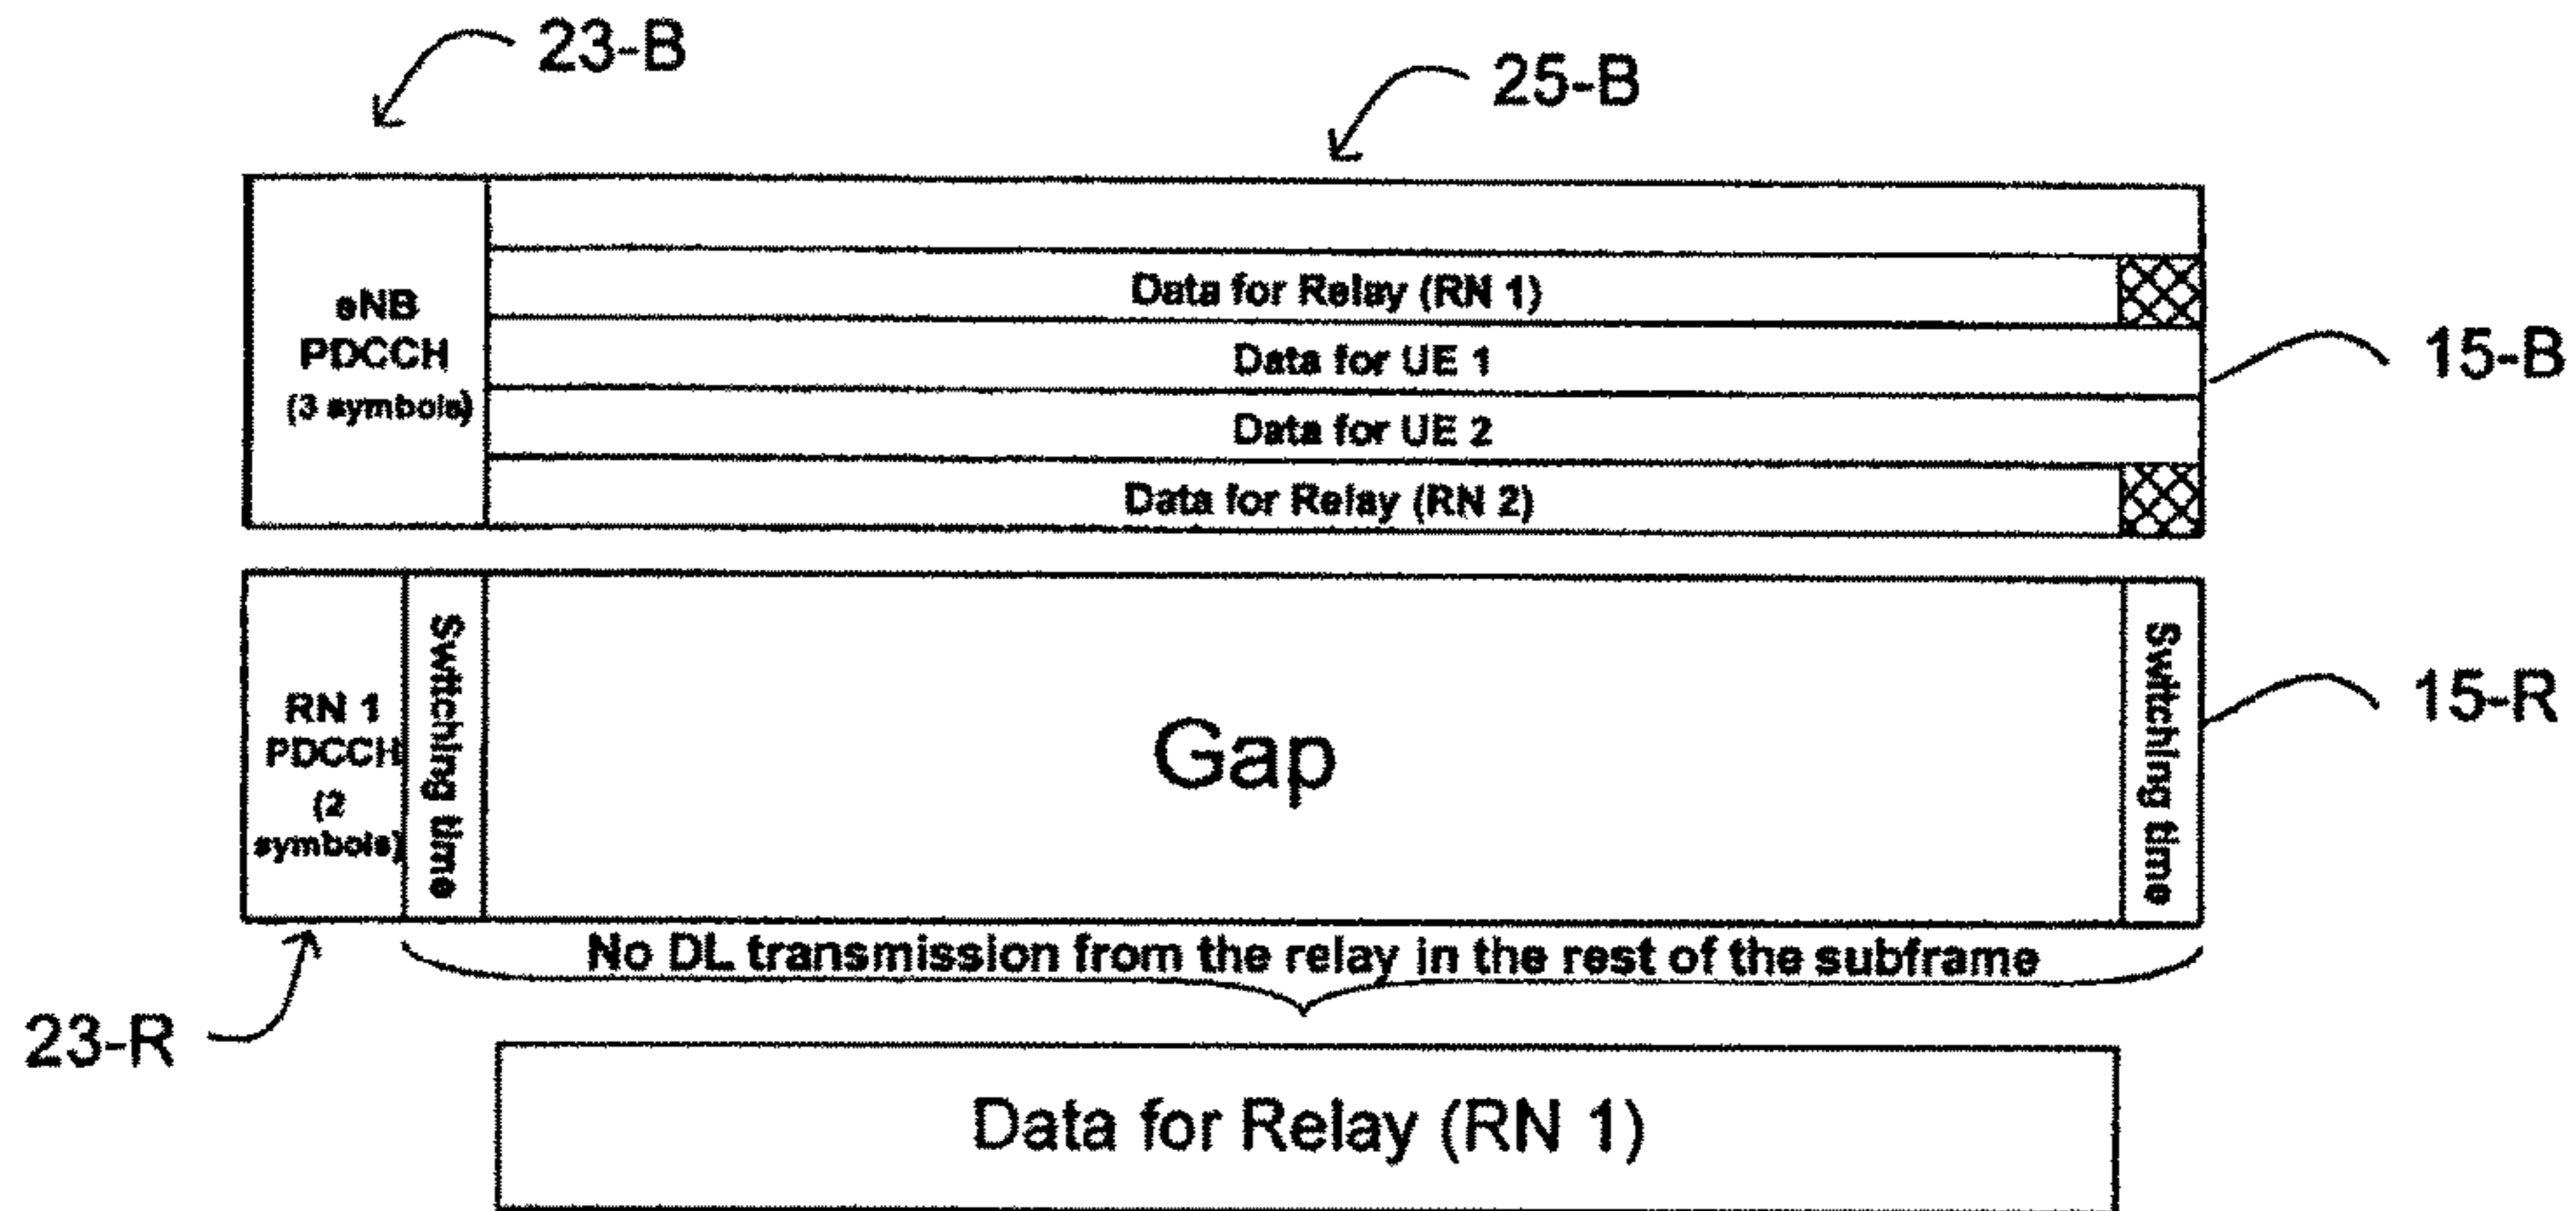 23-B
25-B
eNB
PDCCH
(3 symbols)
Data for Relay (RN 1)
Data for UE 1
Data for UE 2
Data for Relay (RN 2)
15-B
RN 1
PDCCH
(2
symbols)
Switching time
Gap
Switching time
15-R
No DL transmission from the relay in the rest of the subframe
23-R
Data for Relay (RN 1)